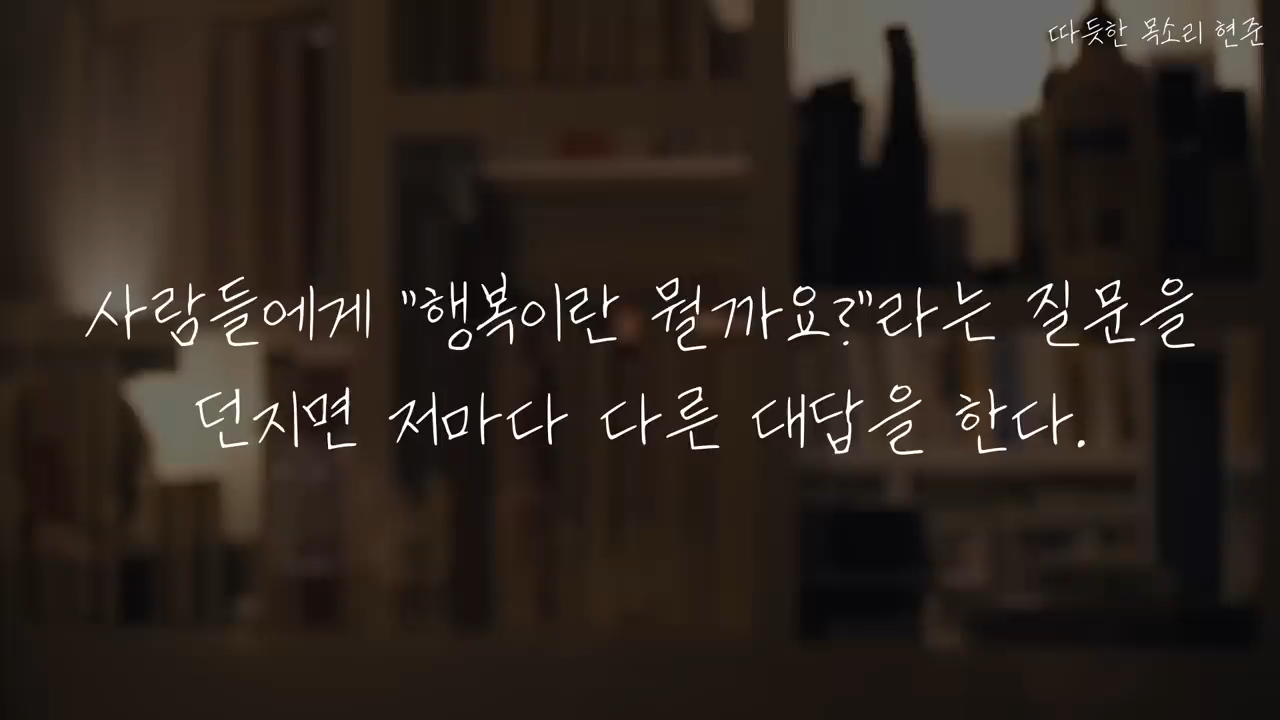 따듯한 목소리 현준
사람들에게 "행복이란 뭘까요?"라는 질문을
던지면 저마다 다른 대답을 한다.